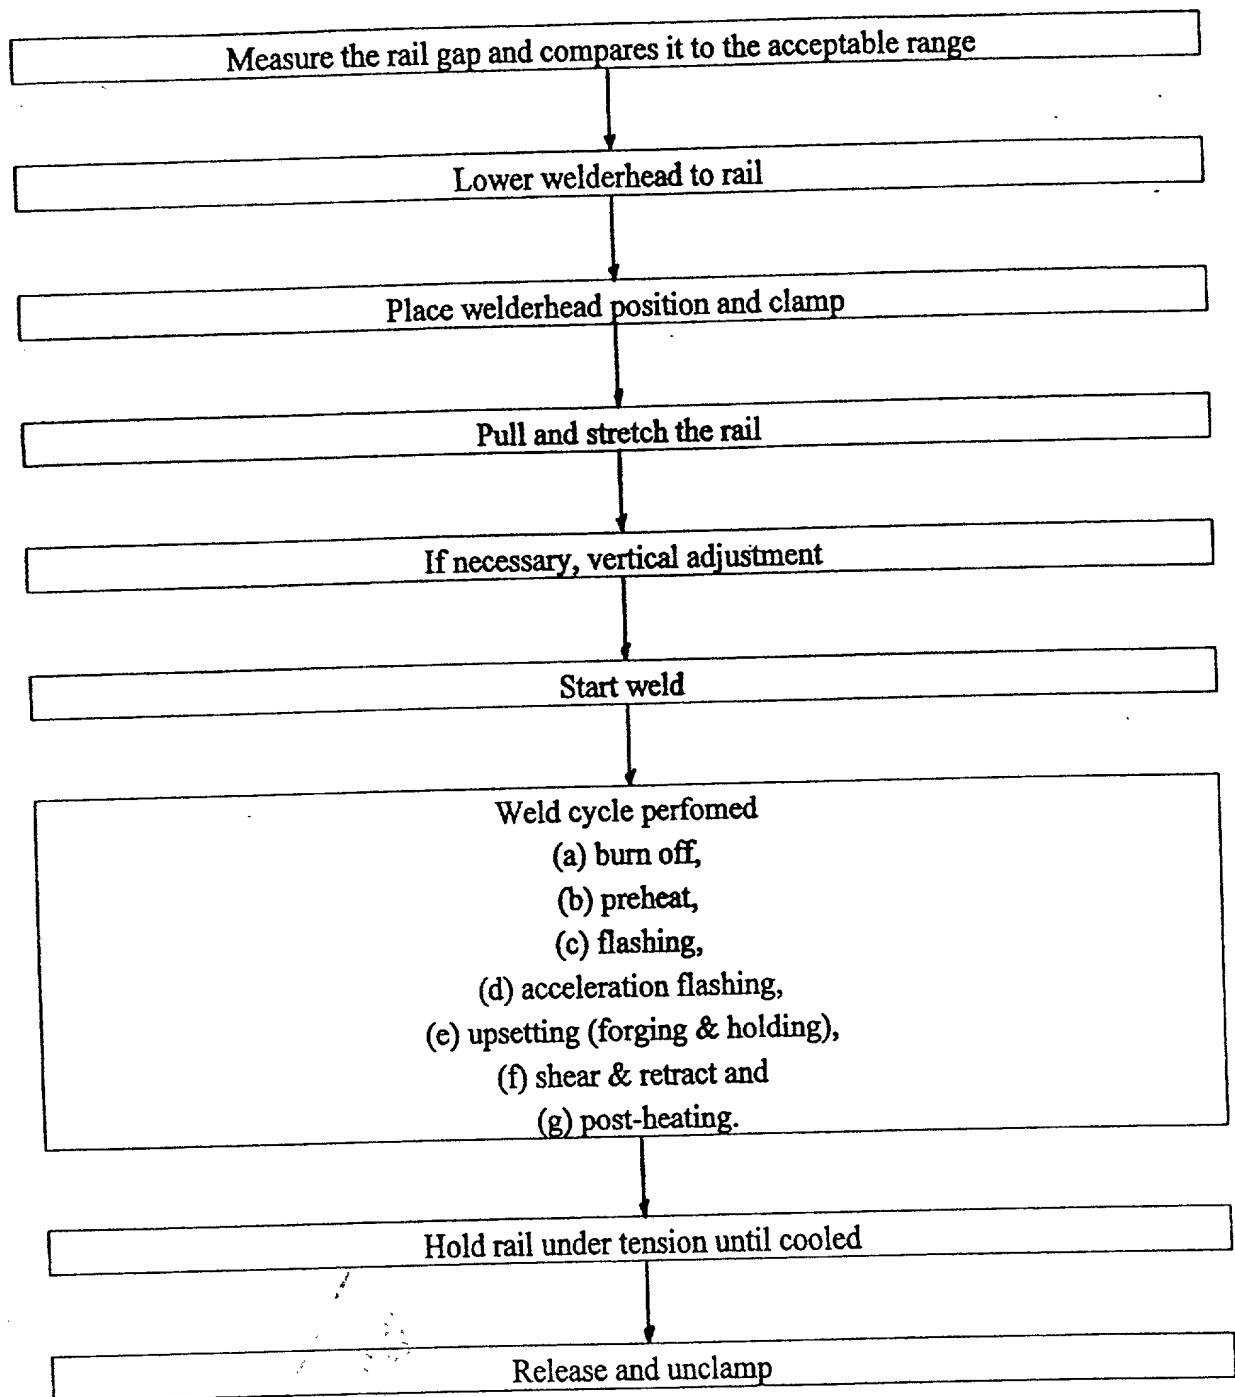 Measure the rail gap and compares it to the acceptable range
Lower welderhead to rail
Place welderhead position and clamp
Pull and stretch the rail
If necessary, vertical adjustment
Start weld
Weld cycle perfomed
(a) burn off,
(b) preheat,
(c) flashing,
(d) acceleration flashing,
(e) upsetting (forging & holding),
(f) shear & retract and
(g) post-heating.
Hold rail under tension until cooled
Release and unclamp